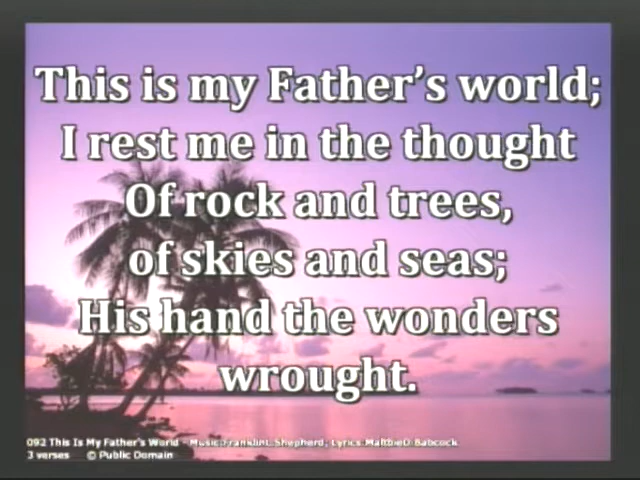 This is my Father's world;
I rest me in the thought
Of rock and trees,
of skies and seas;
His hand the wonders
wrought.
092 This Is My Father's World - Music: Franklin L. Shepherd; Lyrics: Maltbie D. Babcock
3 verses © Public Domain